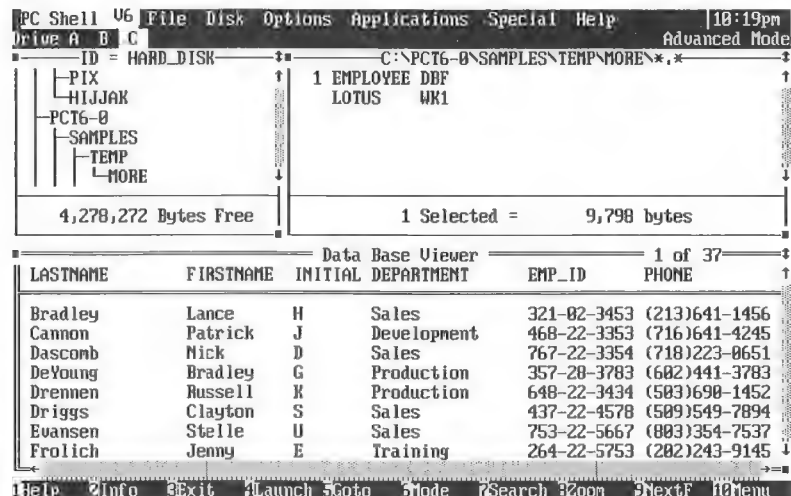 PC Shell V6 File Disk Options Applications Special Help 10:19pm
Drive A B C Advanced Mode
ID = HARD_DISK
C:\PCT6-0\SAMPLES\TEMP\MORE\*.*
PIX
HIJJAK
PCT6-0
SAMPLES
TEMP
MORE
1 EMPLOYEE DBF
LOTUS WK1
4,278,272 Bytes Free
1 Selected = 9,798 bytes
Data Base Viewer 1 of 37
LASTNAME FIRSTNAME INITIAL DEPARTMENT EMP_ID PHONE
Bradley Lance H Sales 321-02-3453 (213)641-1456
Cannon Patrick J Development 468-22-3353 (716)641-4245
Dascomb Nick D Sales 767-22-3354 (718)223-0651
DeYoung Bradley G Production 357-28-3783 (602)441-3783
Drennen Russell K Production 648-22-3434 (503)690-1452
Driggs Clayton S Sales 437-22-4578 (509)549-7894
Evansen Stelle U Sales 753-22-5667 (803)354-7537
Frolich Jenny E Training 264-22-5753 (202)243-9145
1Help 2Info 3Exit 4Launch 5Goto 6Mode 7Search 8Zoom 9NextF 10Menu